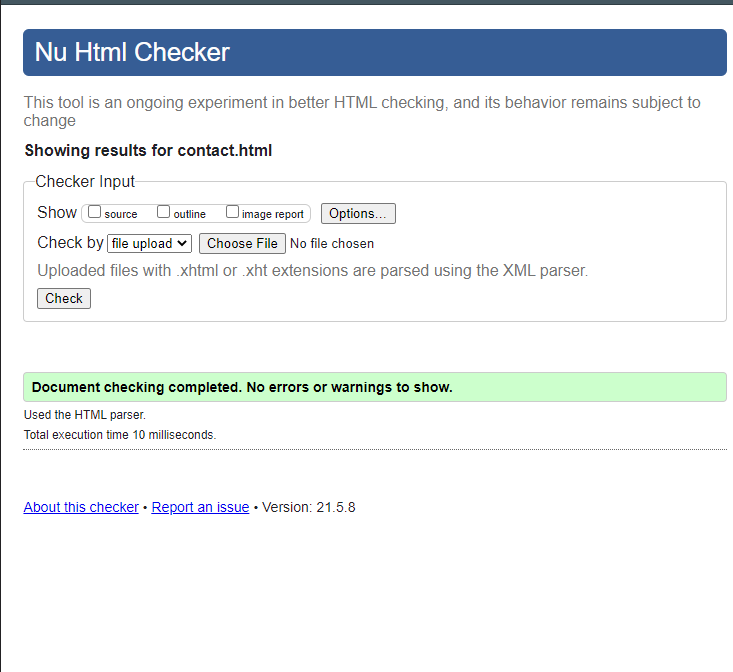 Nu Html Checker
This tool is an ongoing experiment in better HTML checking, and its behavior remains subject to
change
Showing results for contact.html
Checker Input
Show source outline image report Options...
Check by file upload Choose File No file chosen
Uploaded files with .xhtml or .xht extensions are parsed using the XML parser.
Check
Document checking completed. No errors or warnings to show.
Used the HTML parser.
Total execution time 10 milliseconds.
About this checker • Report an issue • Version: 21.5.8